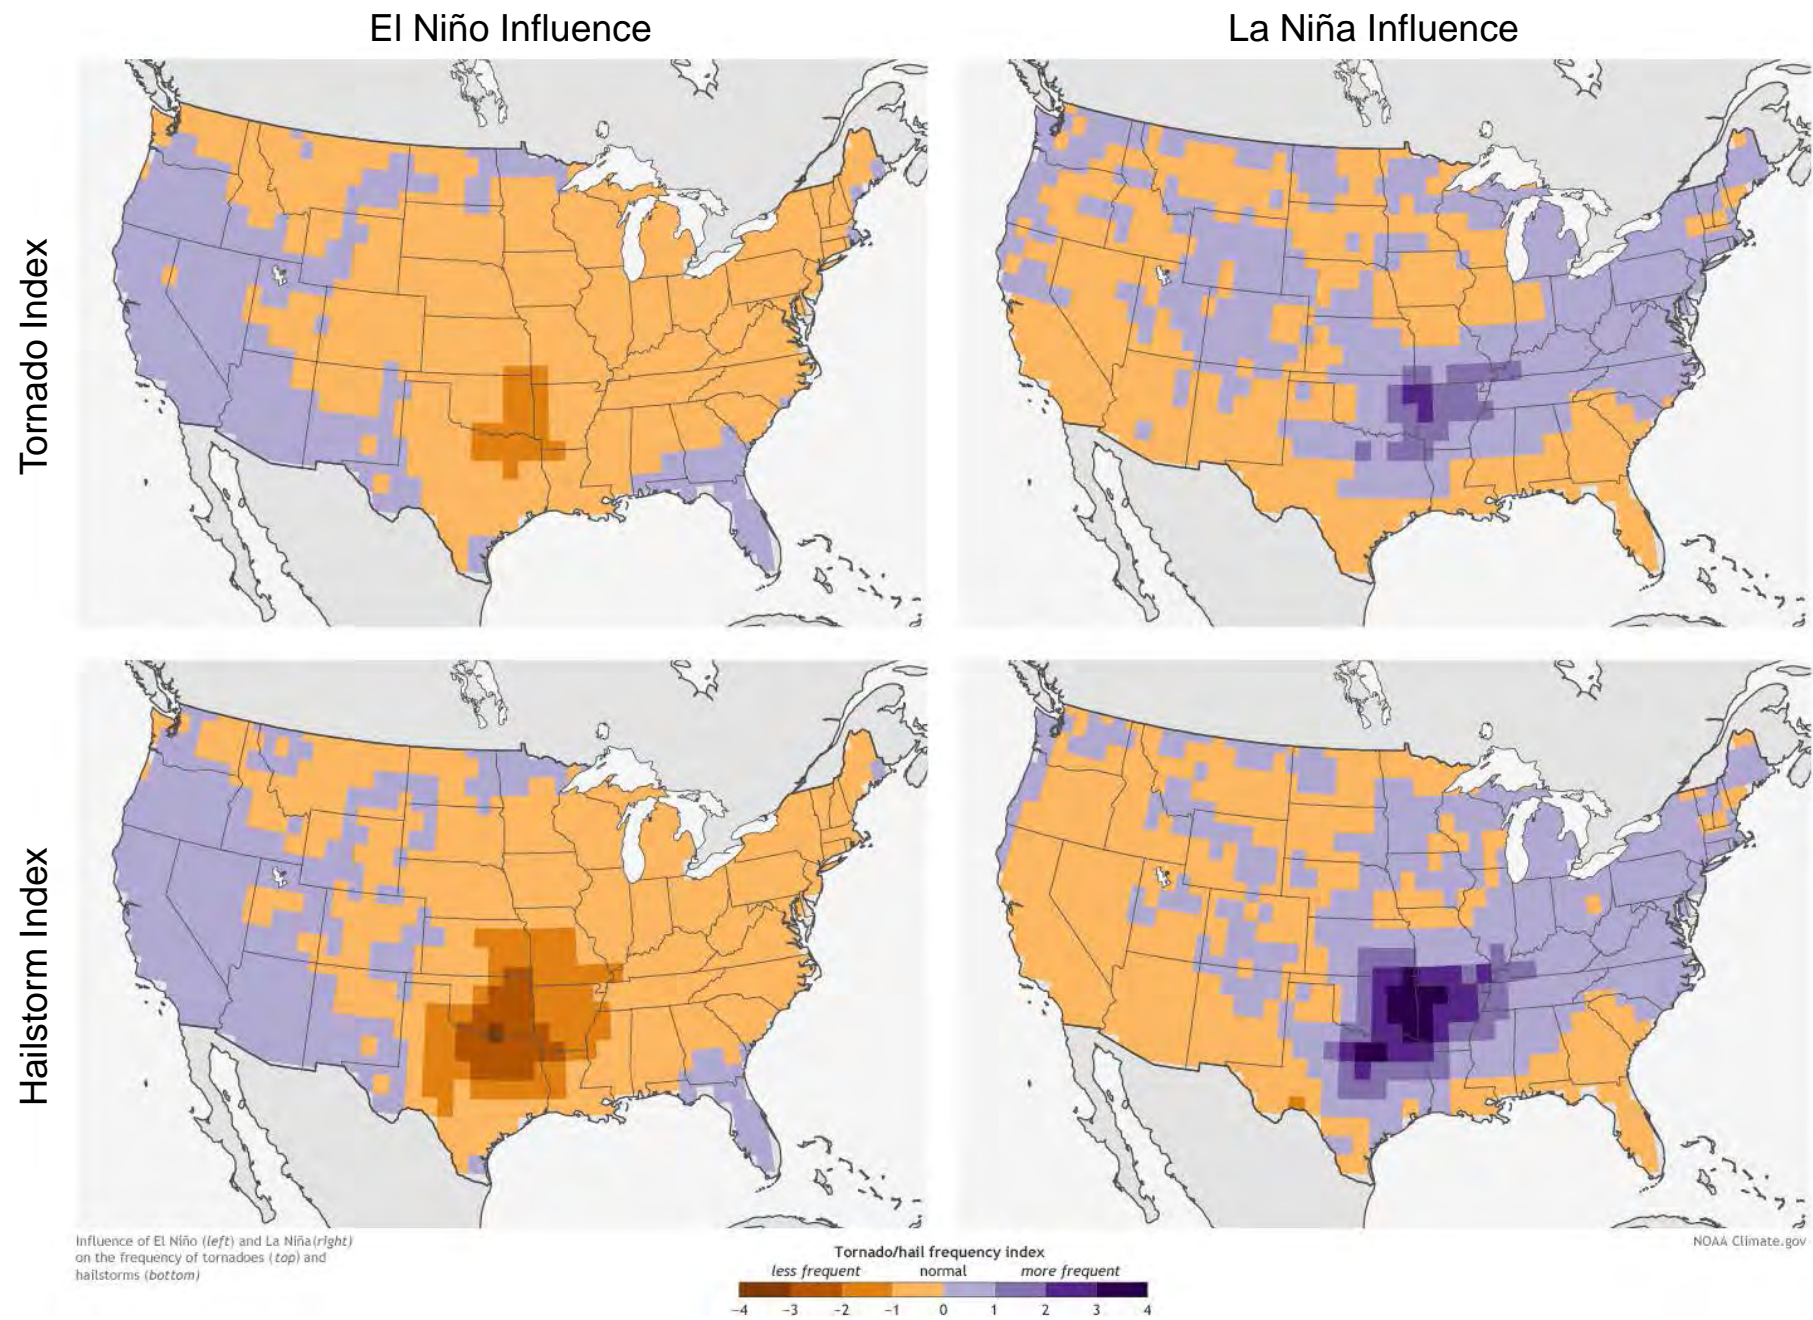 El Niño Influence
La Niña Influence
Tornado Index
Hailstorm Index
Influence of El Niño (left) and La Niña(right)
on the frequency of tornadoes (top) and
hailstorms (bottom)
NOAA Climate.gov
Tornado/hail frequency index
less frequent normal more frequent
−4 −3 −2 −1 0 1 2 3 4